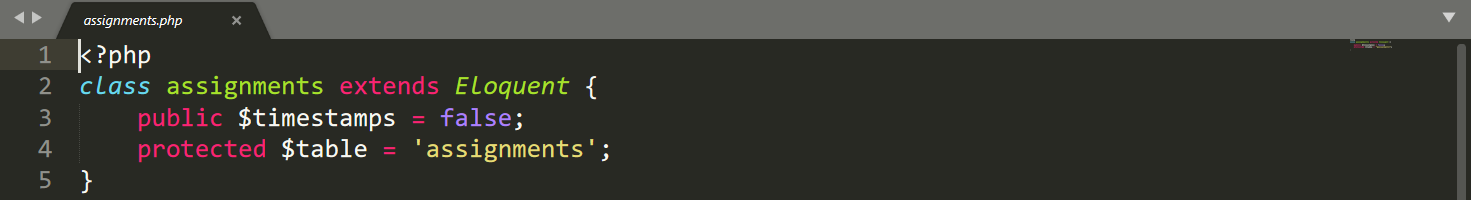 assignments.php ×
1 <?php
2 class assignments extends Eloquent {
3     public $timestamps = false;
4     protected $table = 'assignments';
5 }